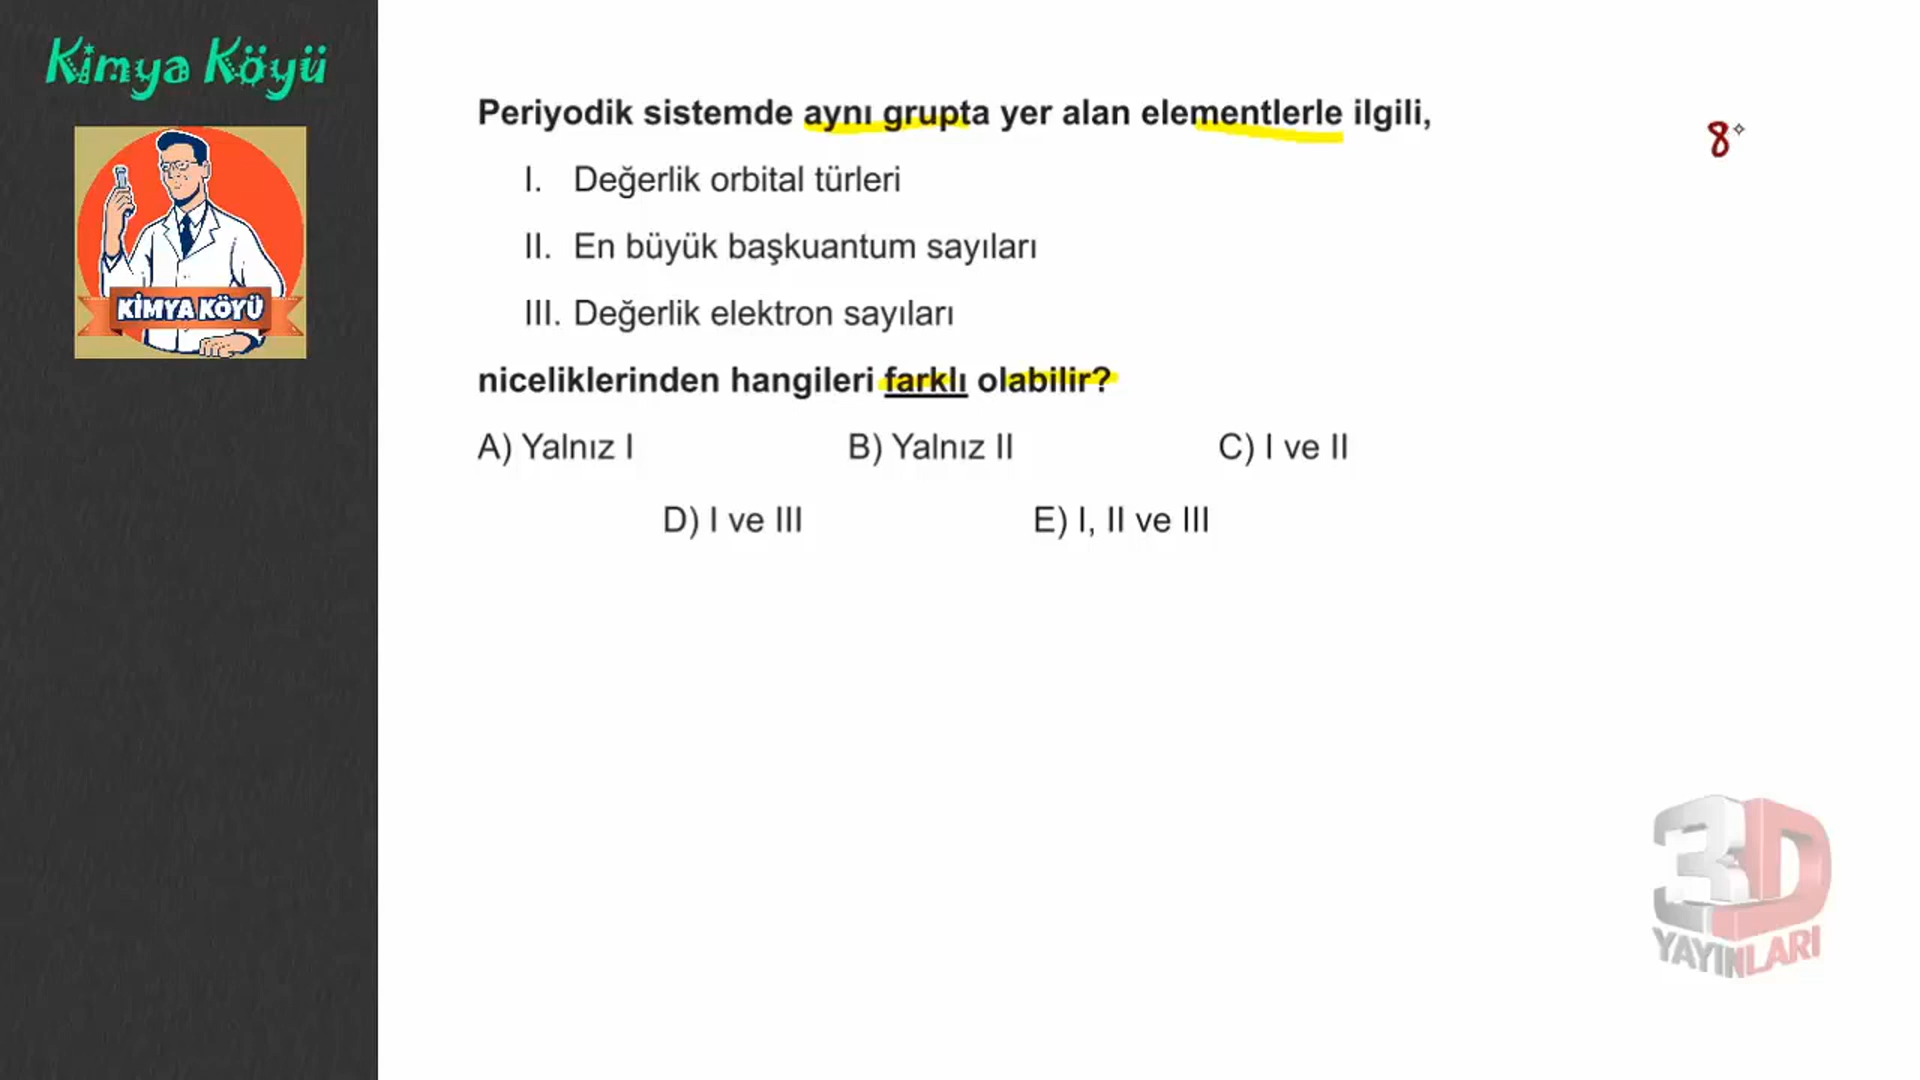 Kimya Köyü
KİMYA KÖYÜ
Periyodik sistemde aynı grupta yer alan elementlerle ilgili,
8
I. Değerlik orbital türleri
II. En büyük başkuantum sayıları
III. Değerlik elektron sayıları
niceliklerinden hangileri farklı olabilir?
A) Yalnız I B) Yalnız II C) I ve II
D) I ve III E) I, II ve III
3D
YAYINLARI